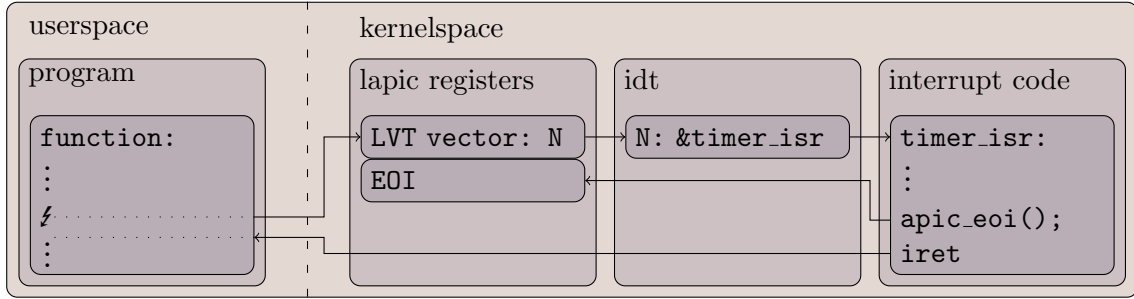 userspace
program
function:
⋮
⋮
kernelspace
lapic registers
LVT vector: N
EOI
idt
N: &timer_isr
interrupt code
timer_isr:
⋮
apic_eoi();
iret